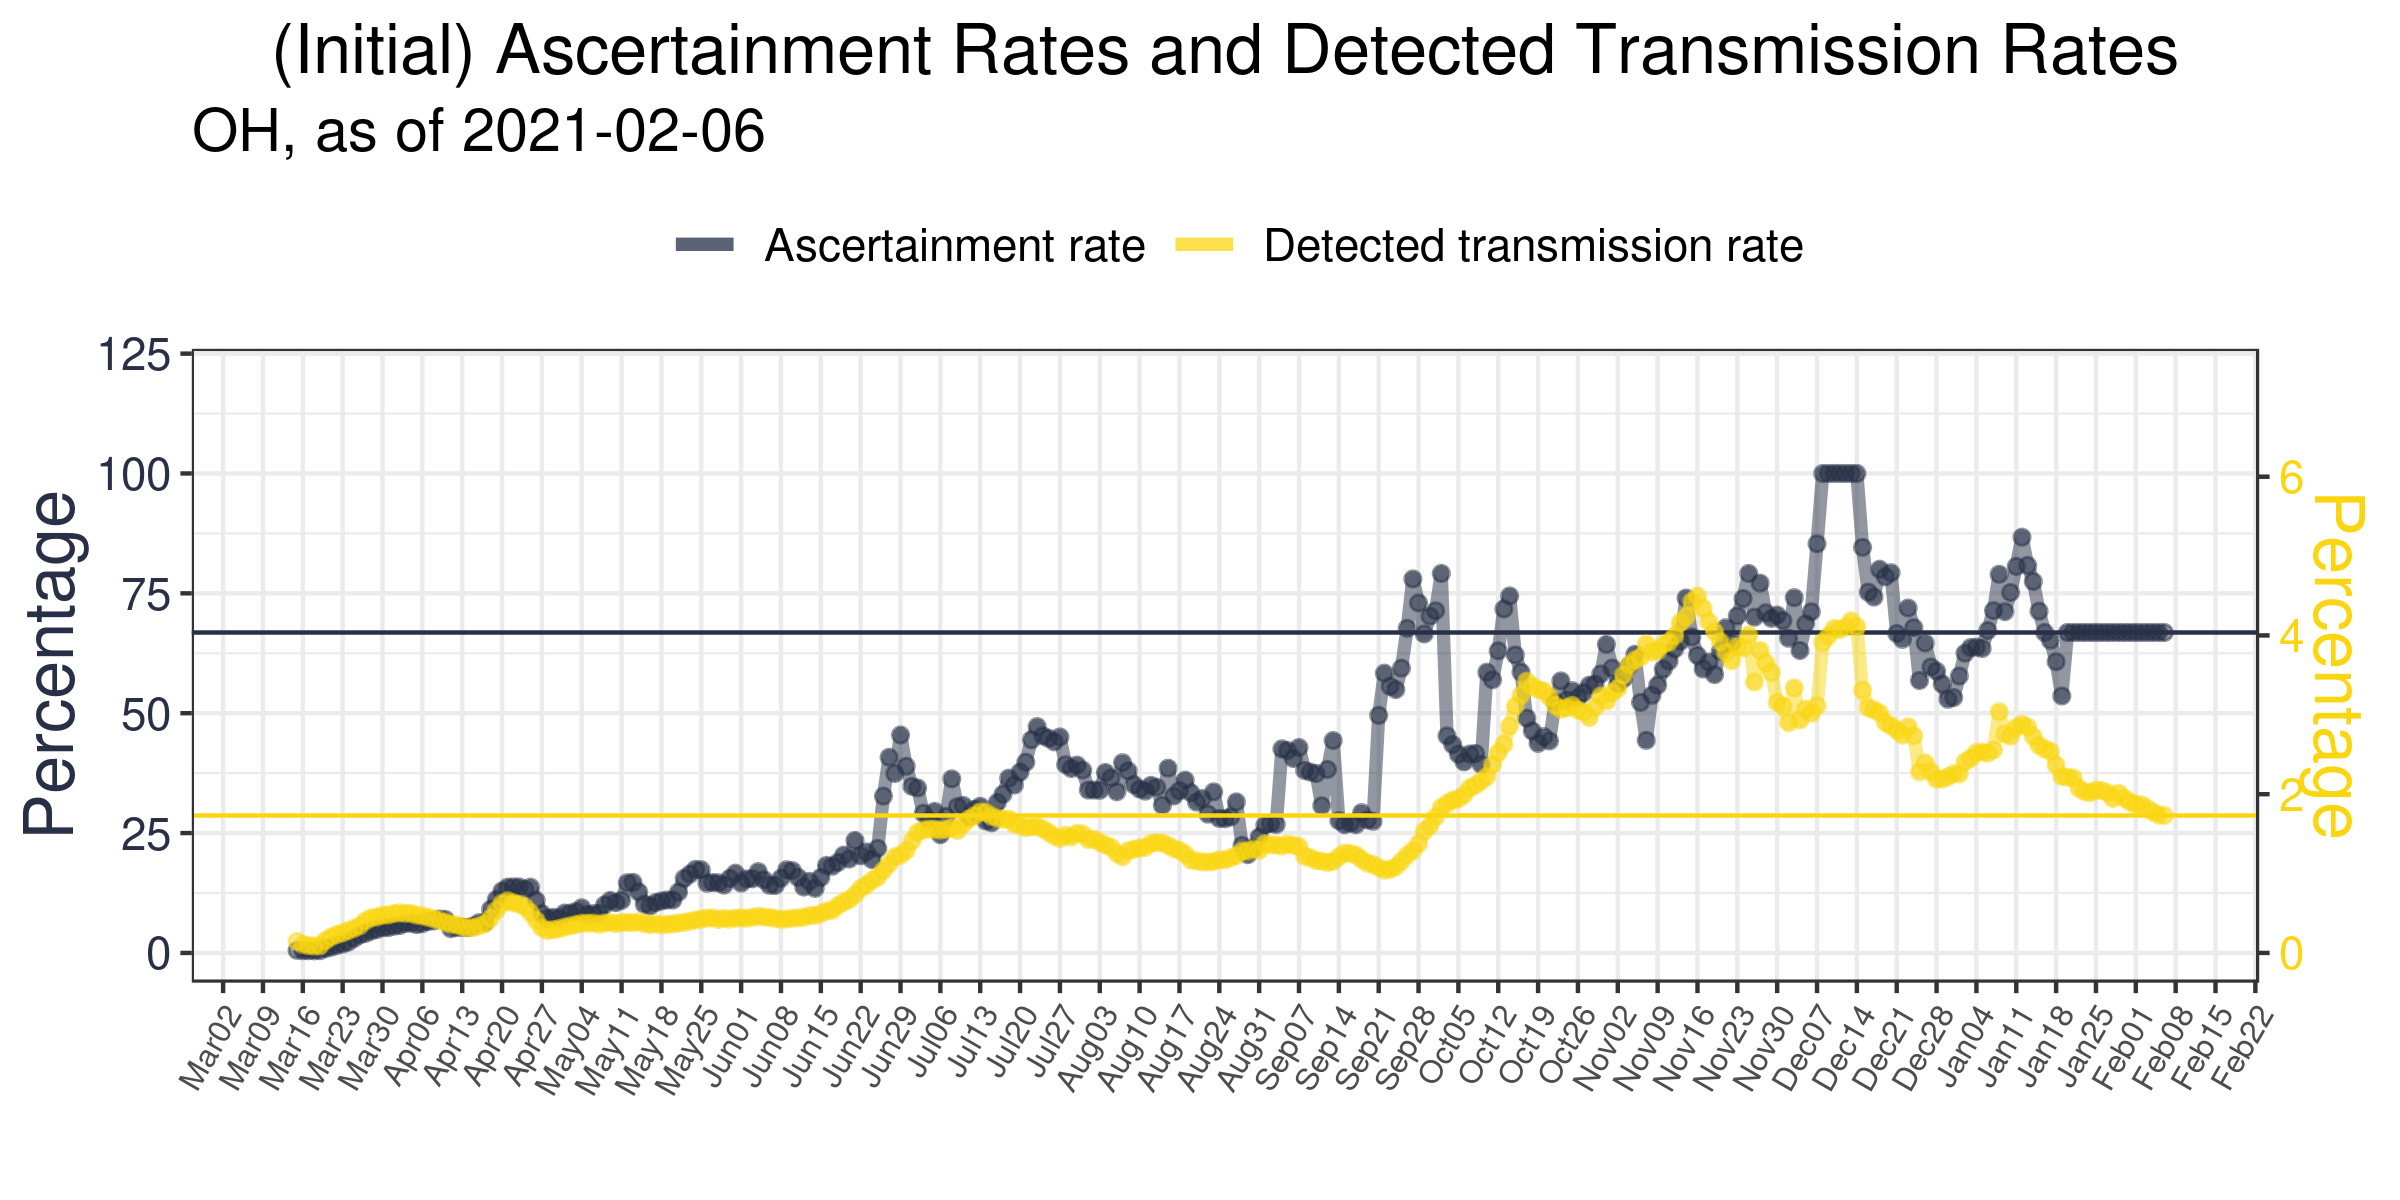 (Initial) Ascertainment Rates and Detected Transmission Rates
OH, as of 2021-02-06
Ascertainment rate
Detected transmission rate
Percentage
125
100
75
50
25
0
6
4
2
0
Percentage
Mar02
Mar09
Mar16
Mar23
Mar30
Apr06
Apr13
Apr20
Apr27
May04
May11
May18
May25
Jun01
Jun08
Jun15
Jun22
Jun29
Jul06
Jul13
Jul20
Jul27
Aug03
Aug10
Aug17
Aug24
Aug31
Sep07
Sep14
Sep21
Sep28
Oct05
Oct12
Oct19
Oct26
Nov02
Nov09
Nov16
Nov23
Nov30
Dec07
Dec14
Dec21
Dec28
Jan04
Jan11
Jan18
Jan25
Feb01
Feb08
Feb15
Feb22